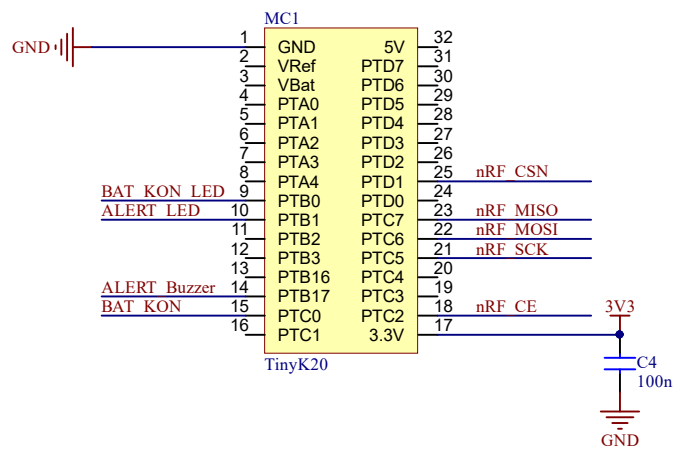 MC1
GND 1 GND 5V 32
2 VRef PTD7 31
3 VBat PTD6 30
4 PTA0 PTD5 29
5 PTA1 PTD4 28
6 PTA2 PTD3 27
7 PTA3 PTD2 26
8 PTA4 PTD1 25 nRF_CSN
BAT_KON_LED 9 PTB0 PTD0 24
ALERT_LED 10 PTB1 PTC7 23 nRF_MISO
11 PTB2 PTC6 22 nRF_MOSI
12 PTB3 PTC5 21 nRF_SCK
13 PTB16 PTC4 20
ALERT_Buzzer 14 PTB17 PTC3 19
BAT_KON 15 PTC0 PTC2 18 nRF_CE 3V3
16 PTC1 3.3V 17
TinyK20 C4
100n
GND